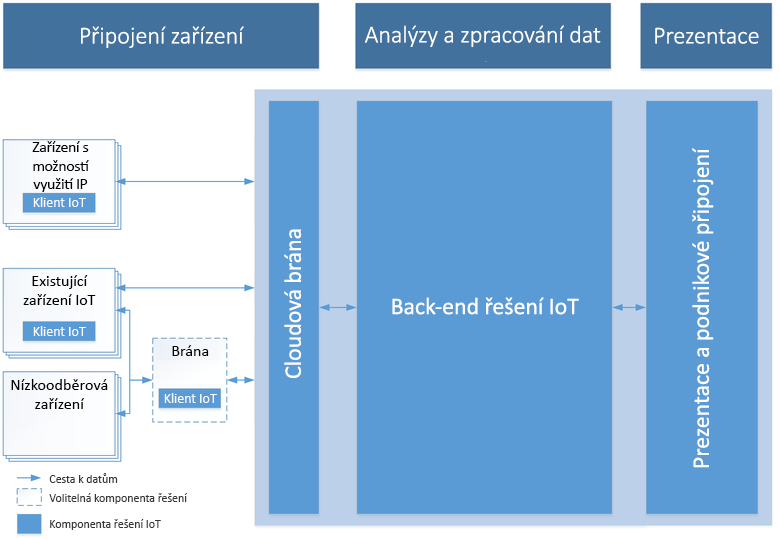 Připojení zařízení
Analýzy a zpracování dat
Prezentace
Zařízení s
možností
využití IP
Klient IoT
Existující
zařízení IoT
Klient IoT
Nízkoodběrová
zařízení
Brána
Klient IoT
Cloudová brána
Back-end řešení IoT
Prezentace a podnikové připojení
Cesta k datům
Volitelná komponenta řešení
Komponenta řešení IoT